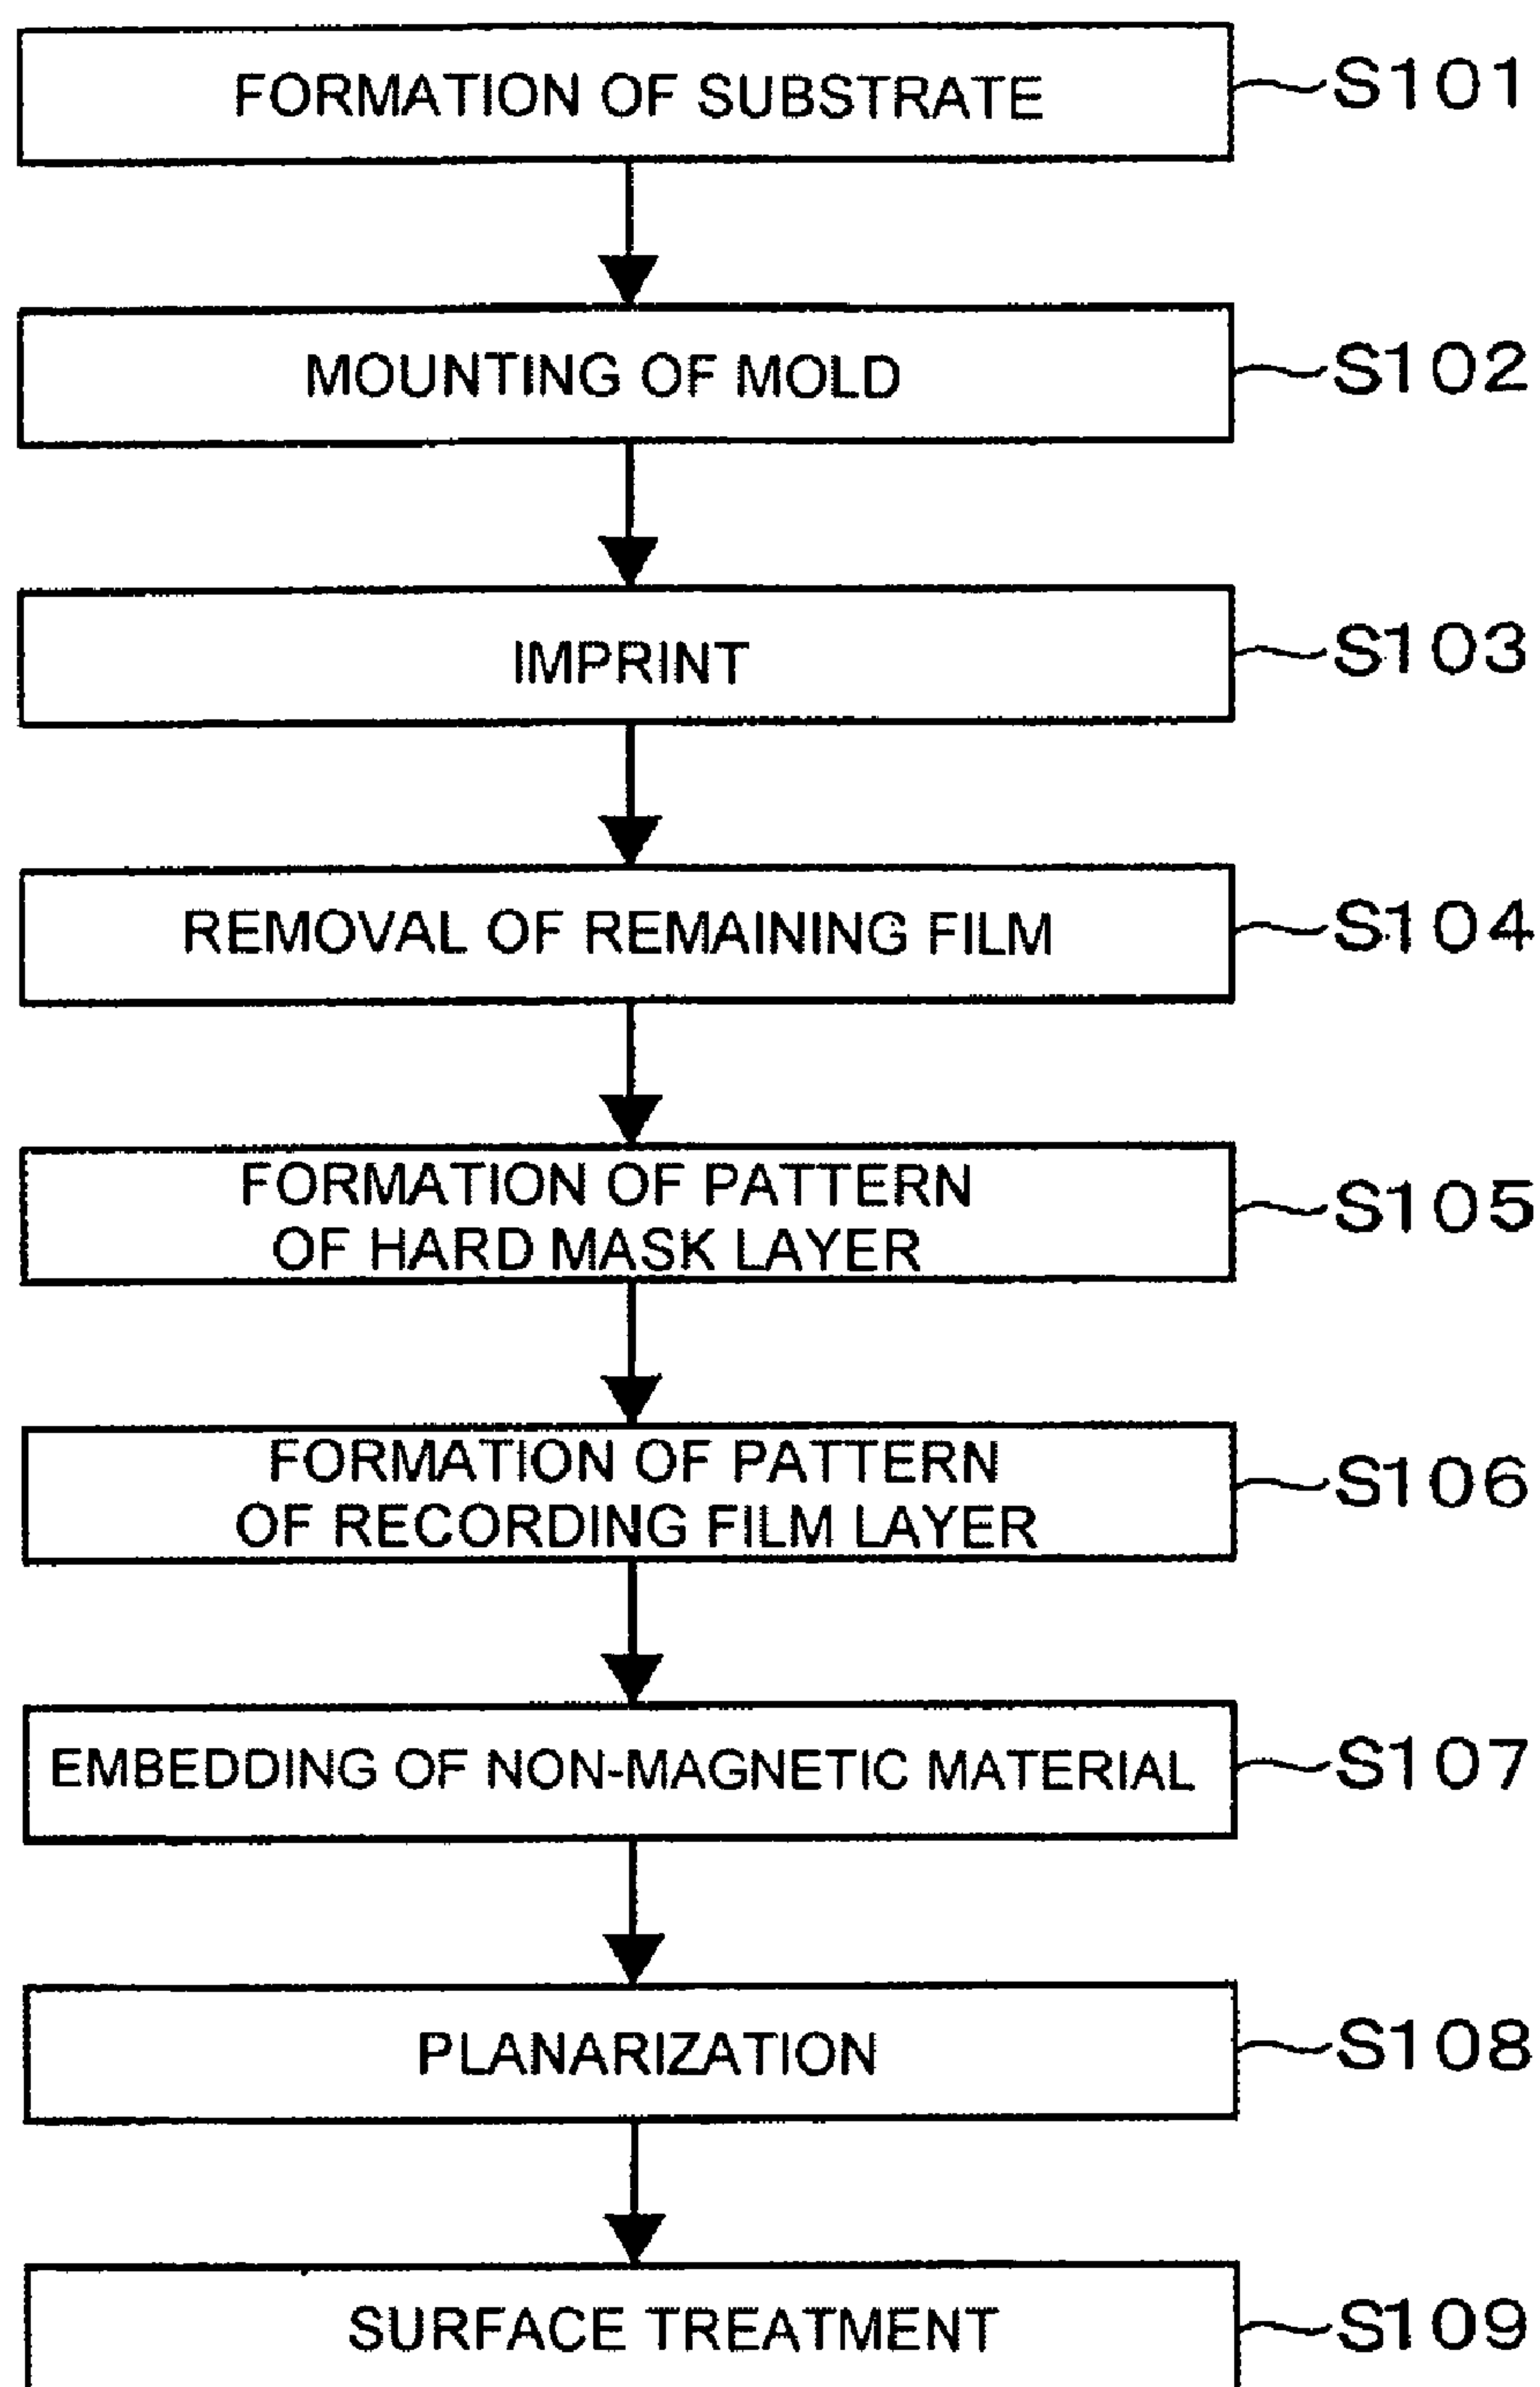 FORMATION OF SUBSTRATE
S101
MOUNTING OF MOLD
S102
IMPRINT
S103
REMOVAL OF REMAINING FILM
S104
FORMATION OF PATTERN
OF HARD MASK LAYER
S105
FORMATION OF PATTERN
OF RECORDING FILM LAYER
S106
EMBEDDING OF NON-MAGNETIC MATERIAL
S107
PLANARIZATION
S108
SURFACE TREATMENT
S109